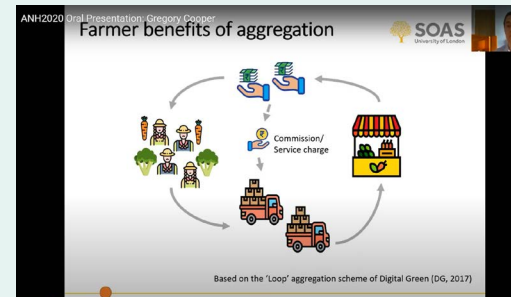 ANH2020 Oral Presentation: Gregory Cooper
Farmer benefits of aggregation
SOAS
University of London
₹
Commission/
Service charge
Based on the 'Loop' aggregation scheme of Digital Green (DG, 2017)